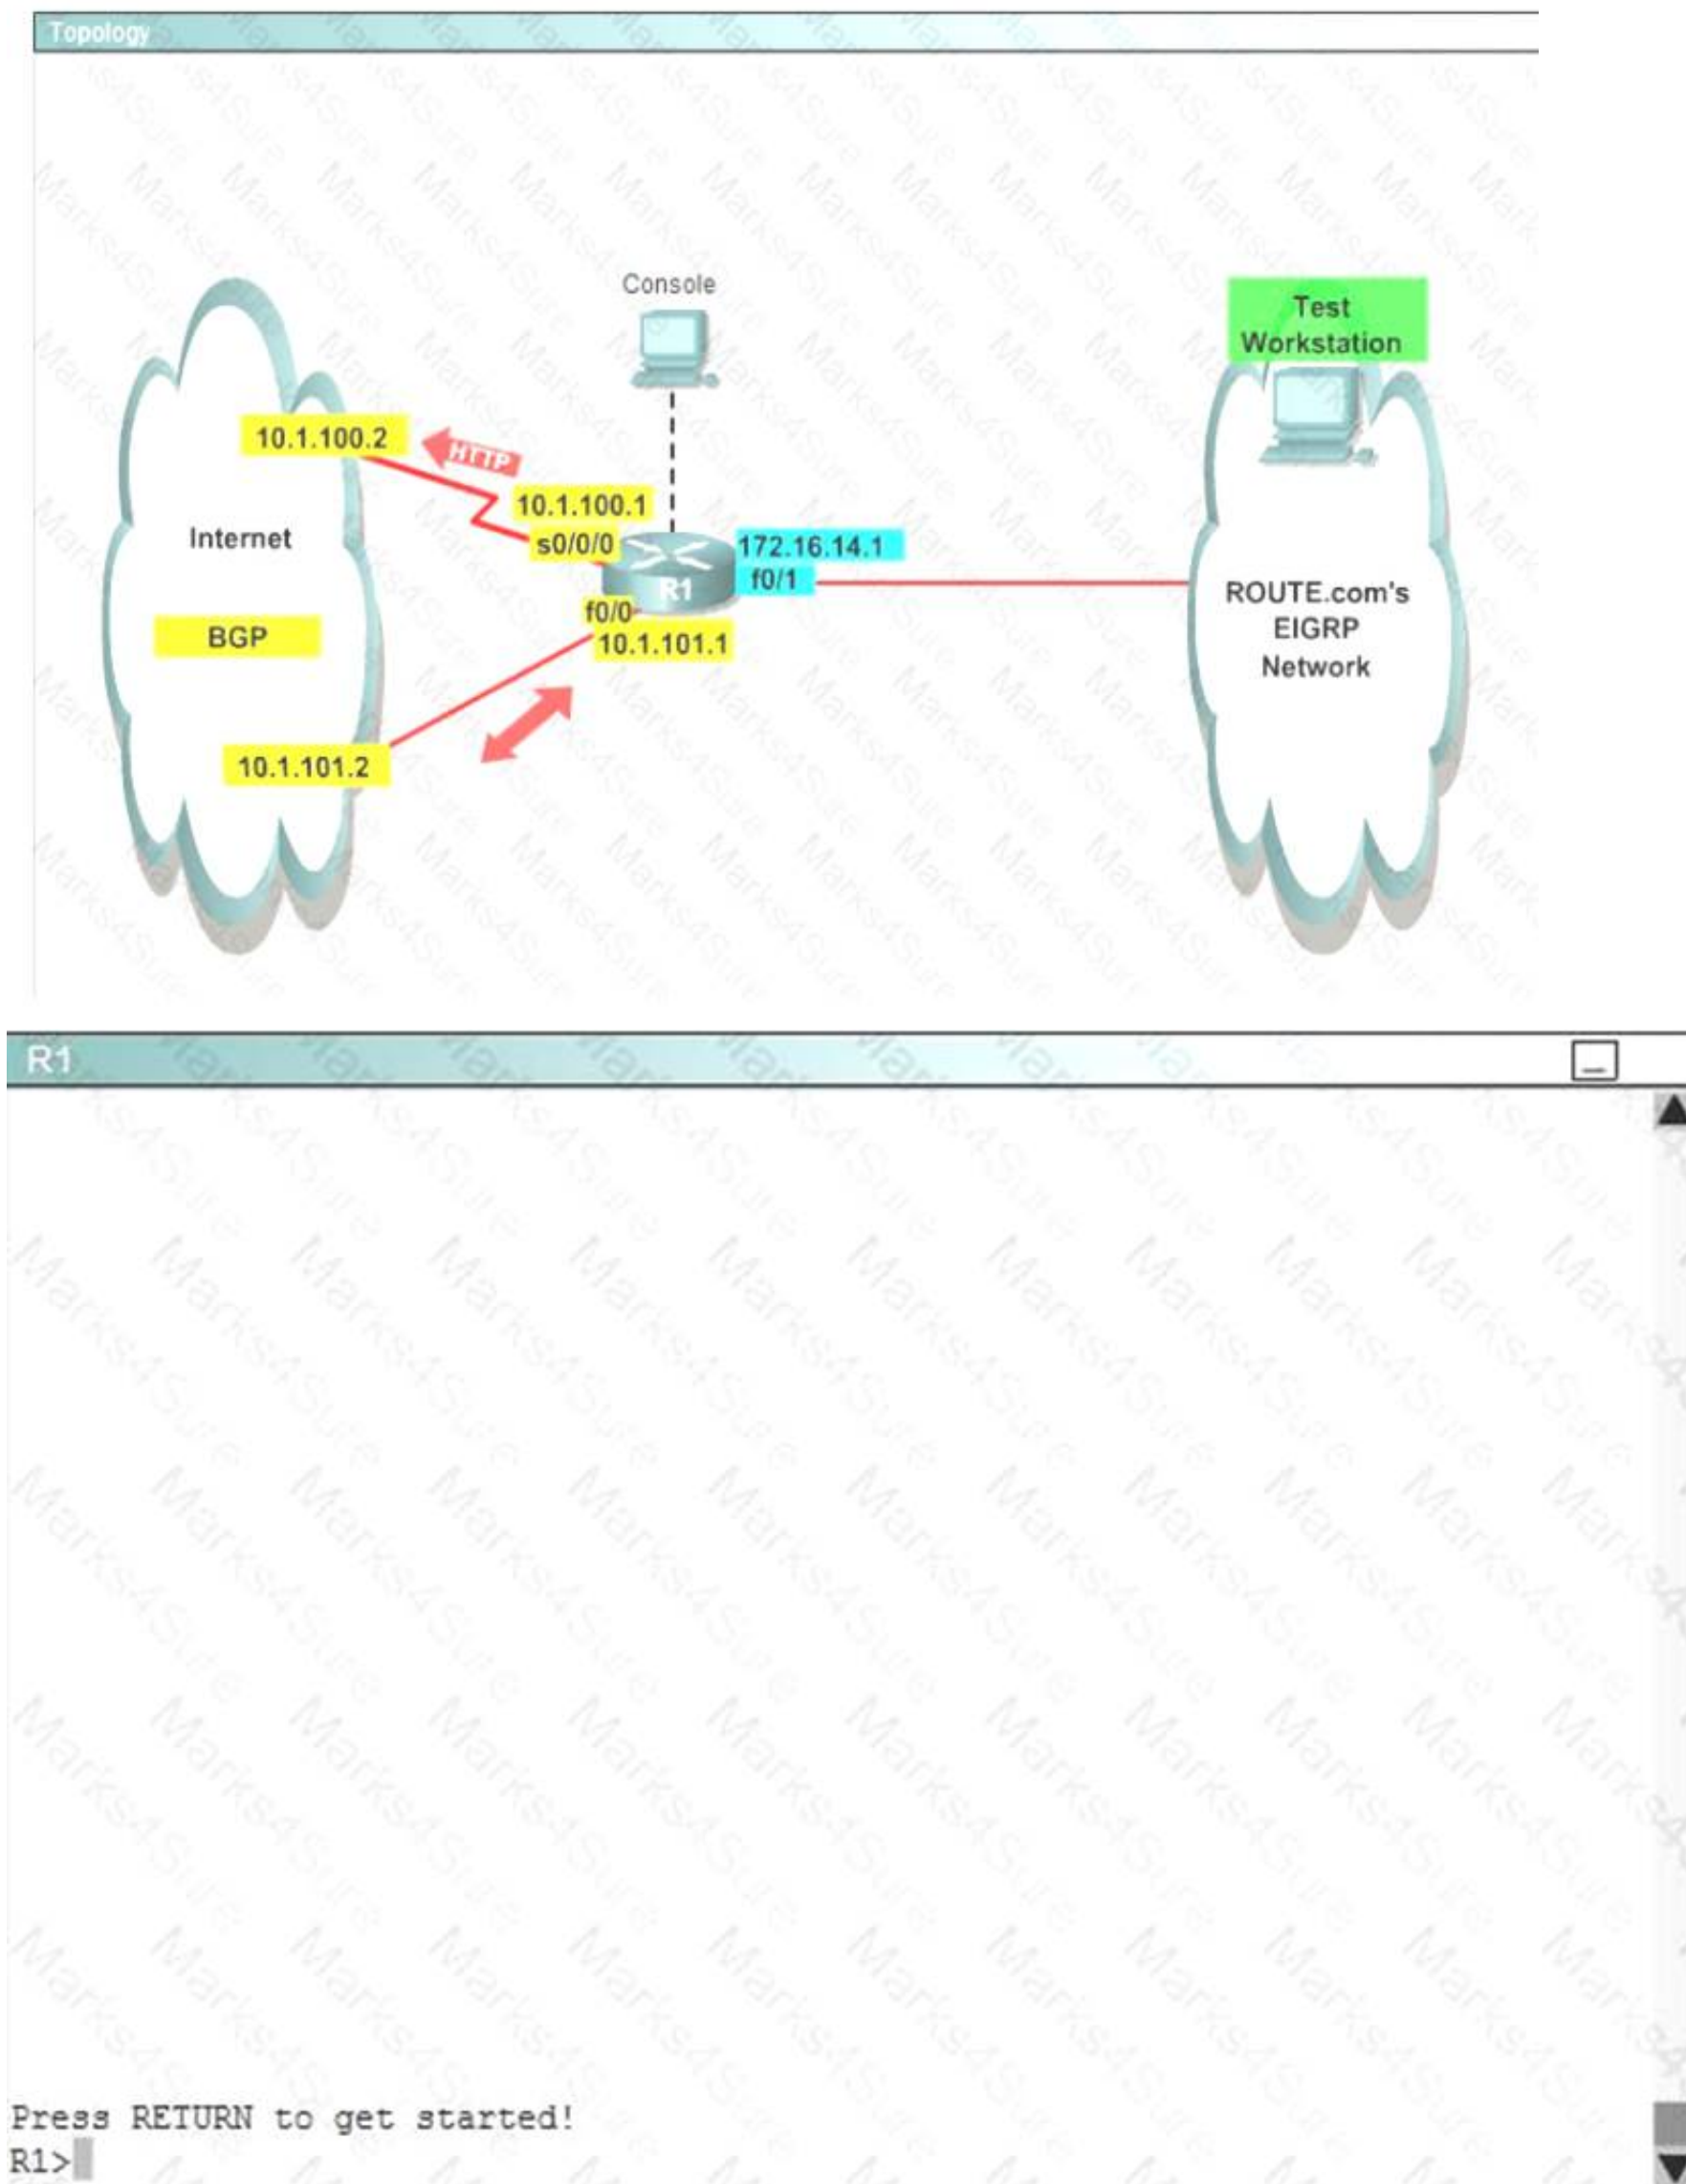 Topology
Console
Test
Workstation
10.1.100.2
HTTP
10.1.100.1
s0/0/0
172.16.14.1
f0/1
R1
f0/0
10.1.101.1
Internet
BGP
10.1.101.2
ROUTE.com's
EIGRP
Network
R1
Press RETURN to get started!
R1>
Marks4Sure